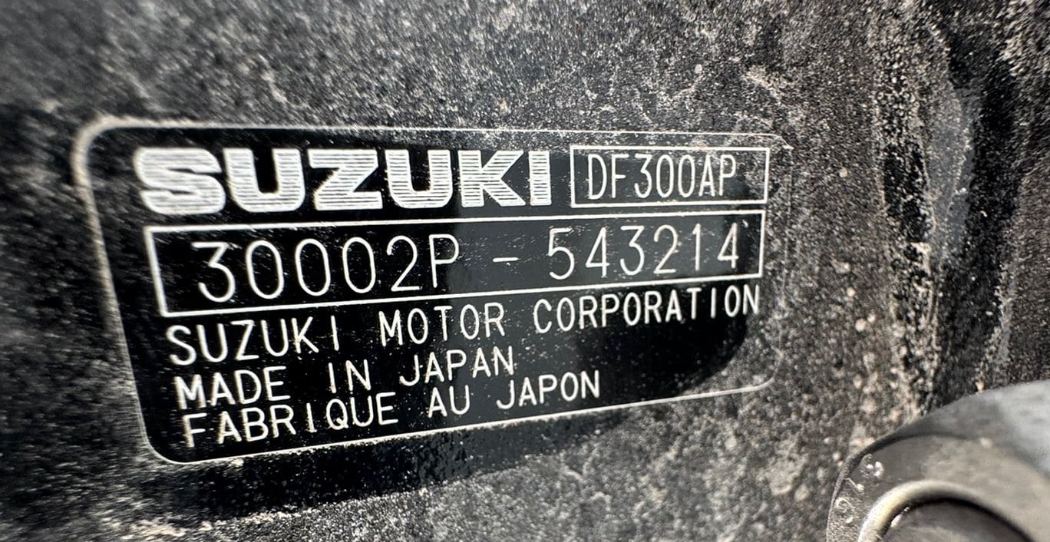 SUZUKI DF300AP
30002P - 543214
SUZUKI MOTOR CORPORATION
MADE IN JAPAN
FABRIQUE AU JAPON